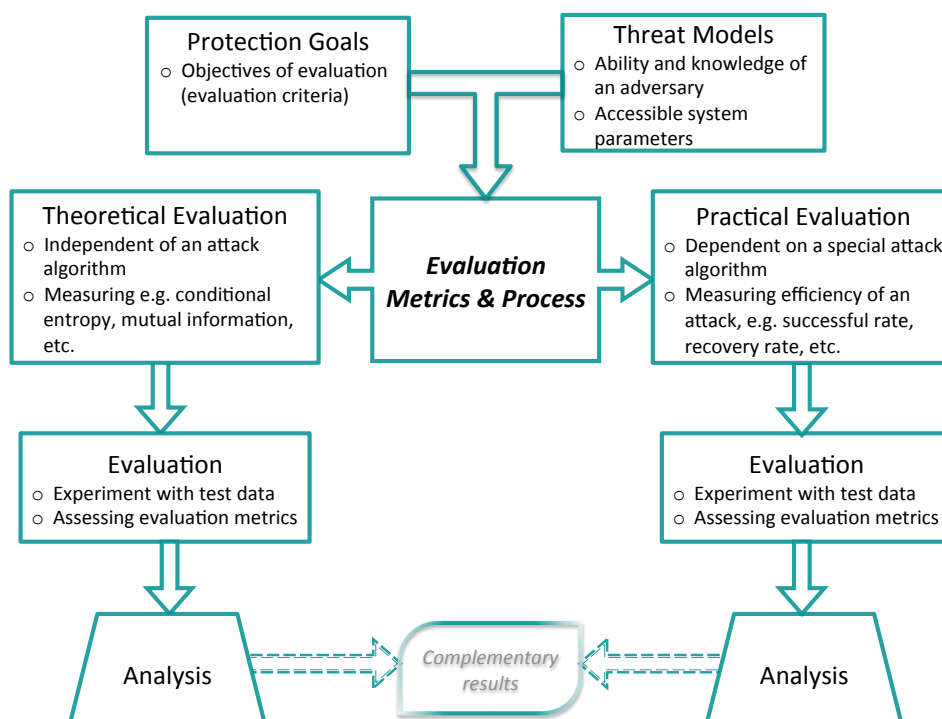 Protection Goals
○ Objectives of evaluation
(evaluation criteria)
Threat Models
○ Ability and knowledge of
an adversary
○ Accessible system
parameters
Theoretical Evaluation
○ Independent of an attack
algorithm
○ Measuring e.g. conditional
entropy, mutual information,
etc.
Evaluation
Metrics & Process
Practical Evaluation
○ Dependent on a special attack
algorithm
○ Measuring efficiency of an
attack, e.g. successful rate,
recovery rate, etc.
Evaluation
○ Experiment with test data
○ Assessing evaluation metrics
Evaluation
○ Experiment with test data
○ Assessing evaluation metrics
Analysis
Complementary
results
Analysis